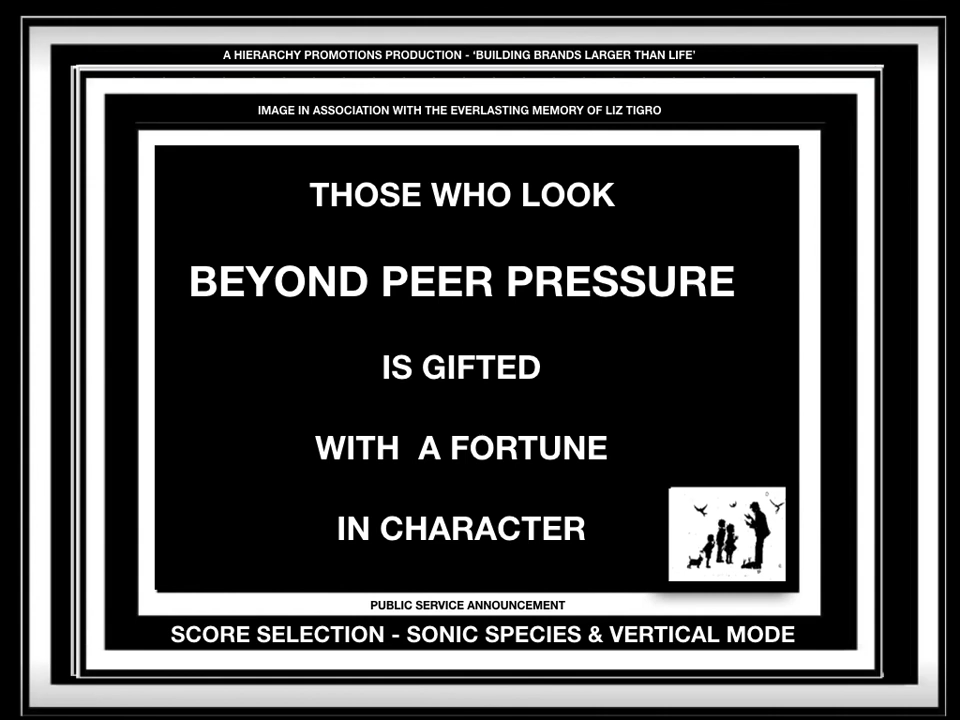 A HIERARCHY PROMOTIONS PRODUCTION - ‘BUILDING BRANDS LARGER THAN LIFE’
IMAGE IN ASSOCIATION WITH THE EVERLASTING MEMORY OF LIZ TIGRO
THOSE WHO LOOK
BEYOND PEER PRESSURE
IS GIFTED
WITH  A FORTUNE
IN CHARACTER
PUBLIC SERVICE ANNOUNCEMENT
SCORE SELECTION - SONIC SPECIES & VERTICAL MODE